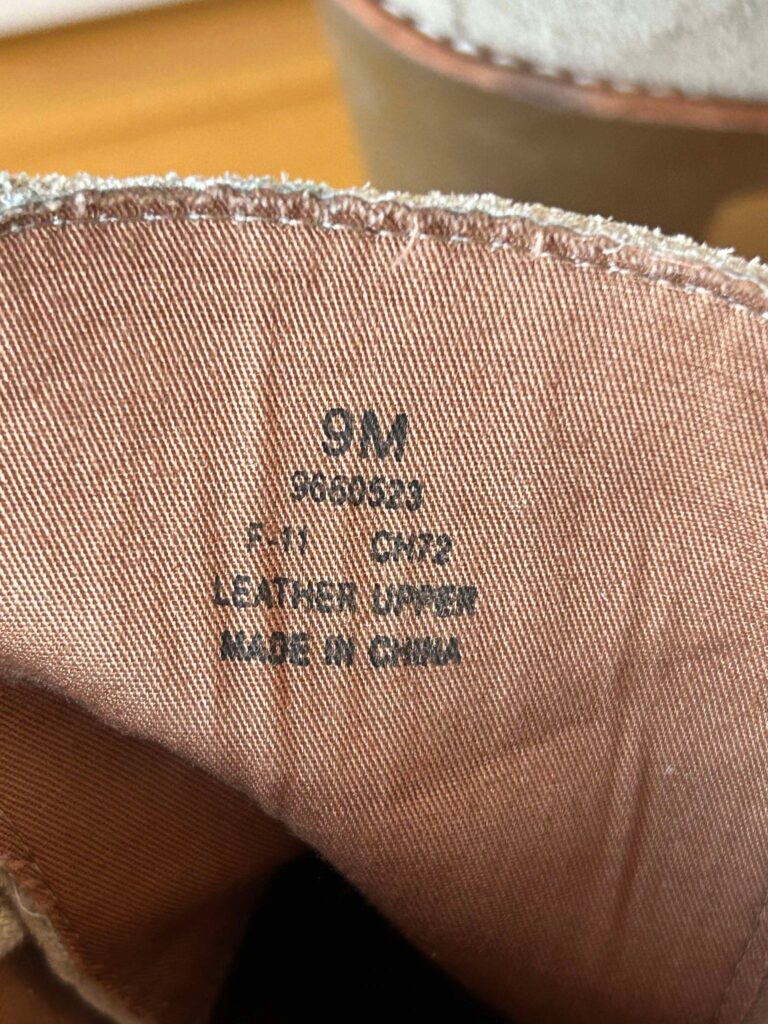 9M
9660523
F-11 CH72
LEATHER UPPER
MADE IN CHINA